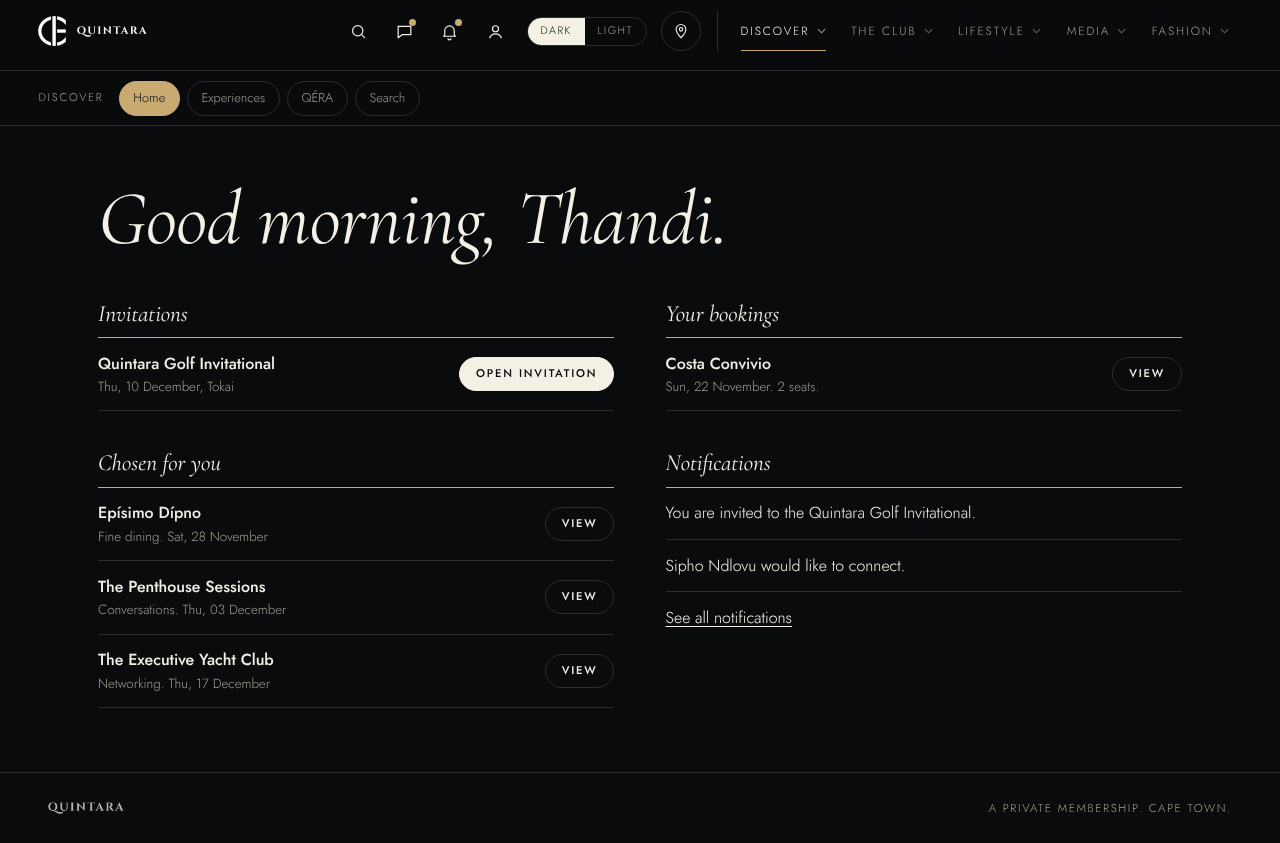 QUINTARA
DARK LIGHT
DISCOVER THE CLUB LIFESTYLE MEDIA FASHION
DISCOVER Home Experiences QÉRA Search
Good morning, Thandi.
Invitations
Quintara Golf Invitational
Thu, 10 December, Tokai
OPEN INVITATION
Your bookings
Costa Convivio
Sun, 22 November. 2 seats.
VIEW
Chosen for you
Epísimo Dípno
Fine dining. Sat, 28 November
VIEW
The Penthouse Sessions
Conversations. Thu, 03 December
VIEW
The Executive Yacht Club
Networking. Thu, 17 December
VIEW
Notifications
You are invited to the Quintara Golf Invitational.
Sipho Ndlovu would like to connect.
See all notifications
QUINTARA
A PRIVATE MEMBERSHIP. CAPE TOWN.